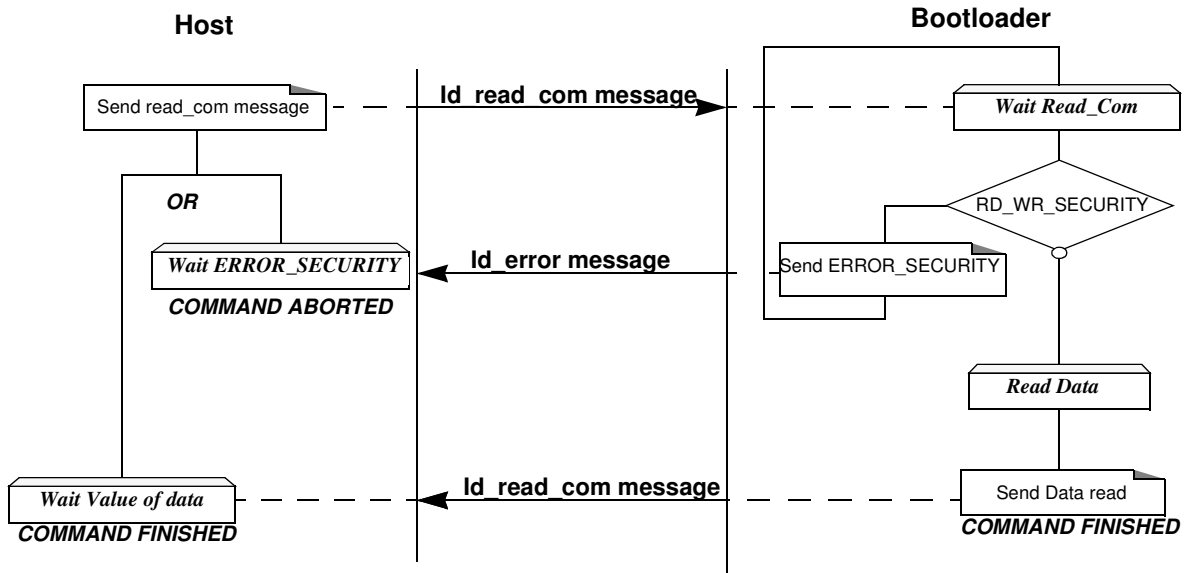 Host
Bootloader
Send read_com message
Id_read_com message
Wait Read_Com
OR
RD_WR_SECURITY
Wait ERROR_SECURITY
Id_error message
Send ERROR_SECURITY
COMMAND ABORTED
Read Data
Wait Value of data
Id_read_com message
Send Data read
COMMAND FINISHED
COMMAND FINISHED